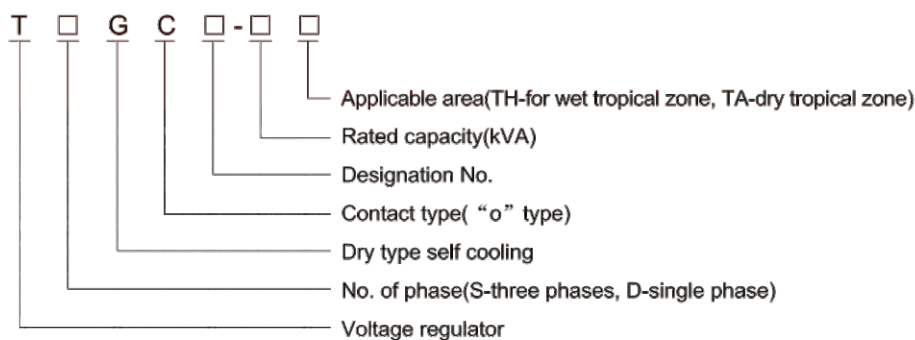 T □ G C □ - □ □
Applicable area(TH-for wet tropical zone, TA-dry tropical zone)
Rated capacity(kVA)
Designation No.
Contact type( “o” type)
Dry type self cooling
No. of phase(S-three phases, D-single phase)
Voltage regulator